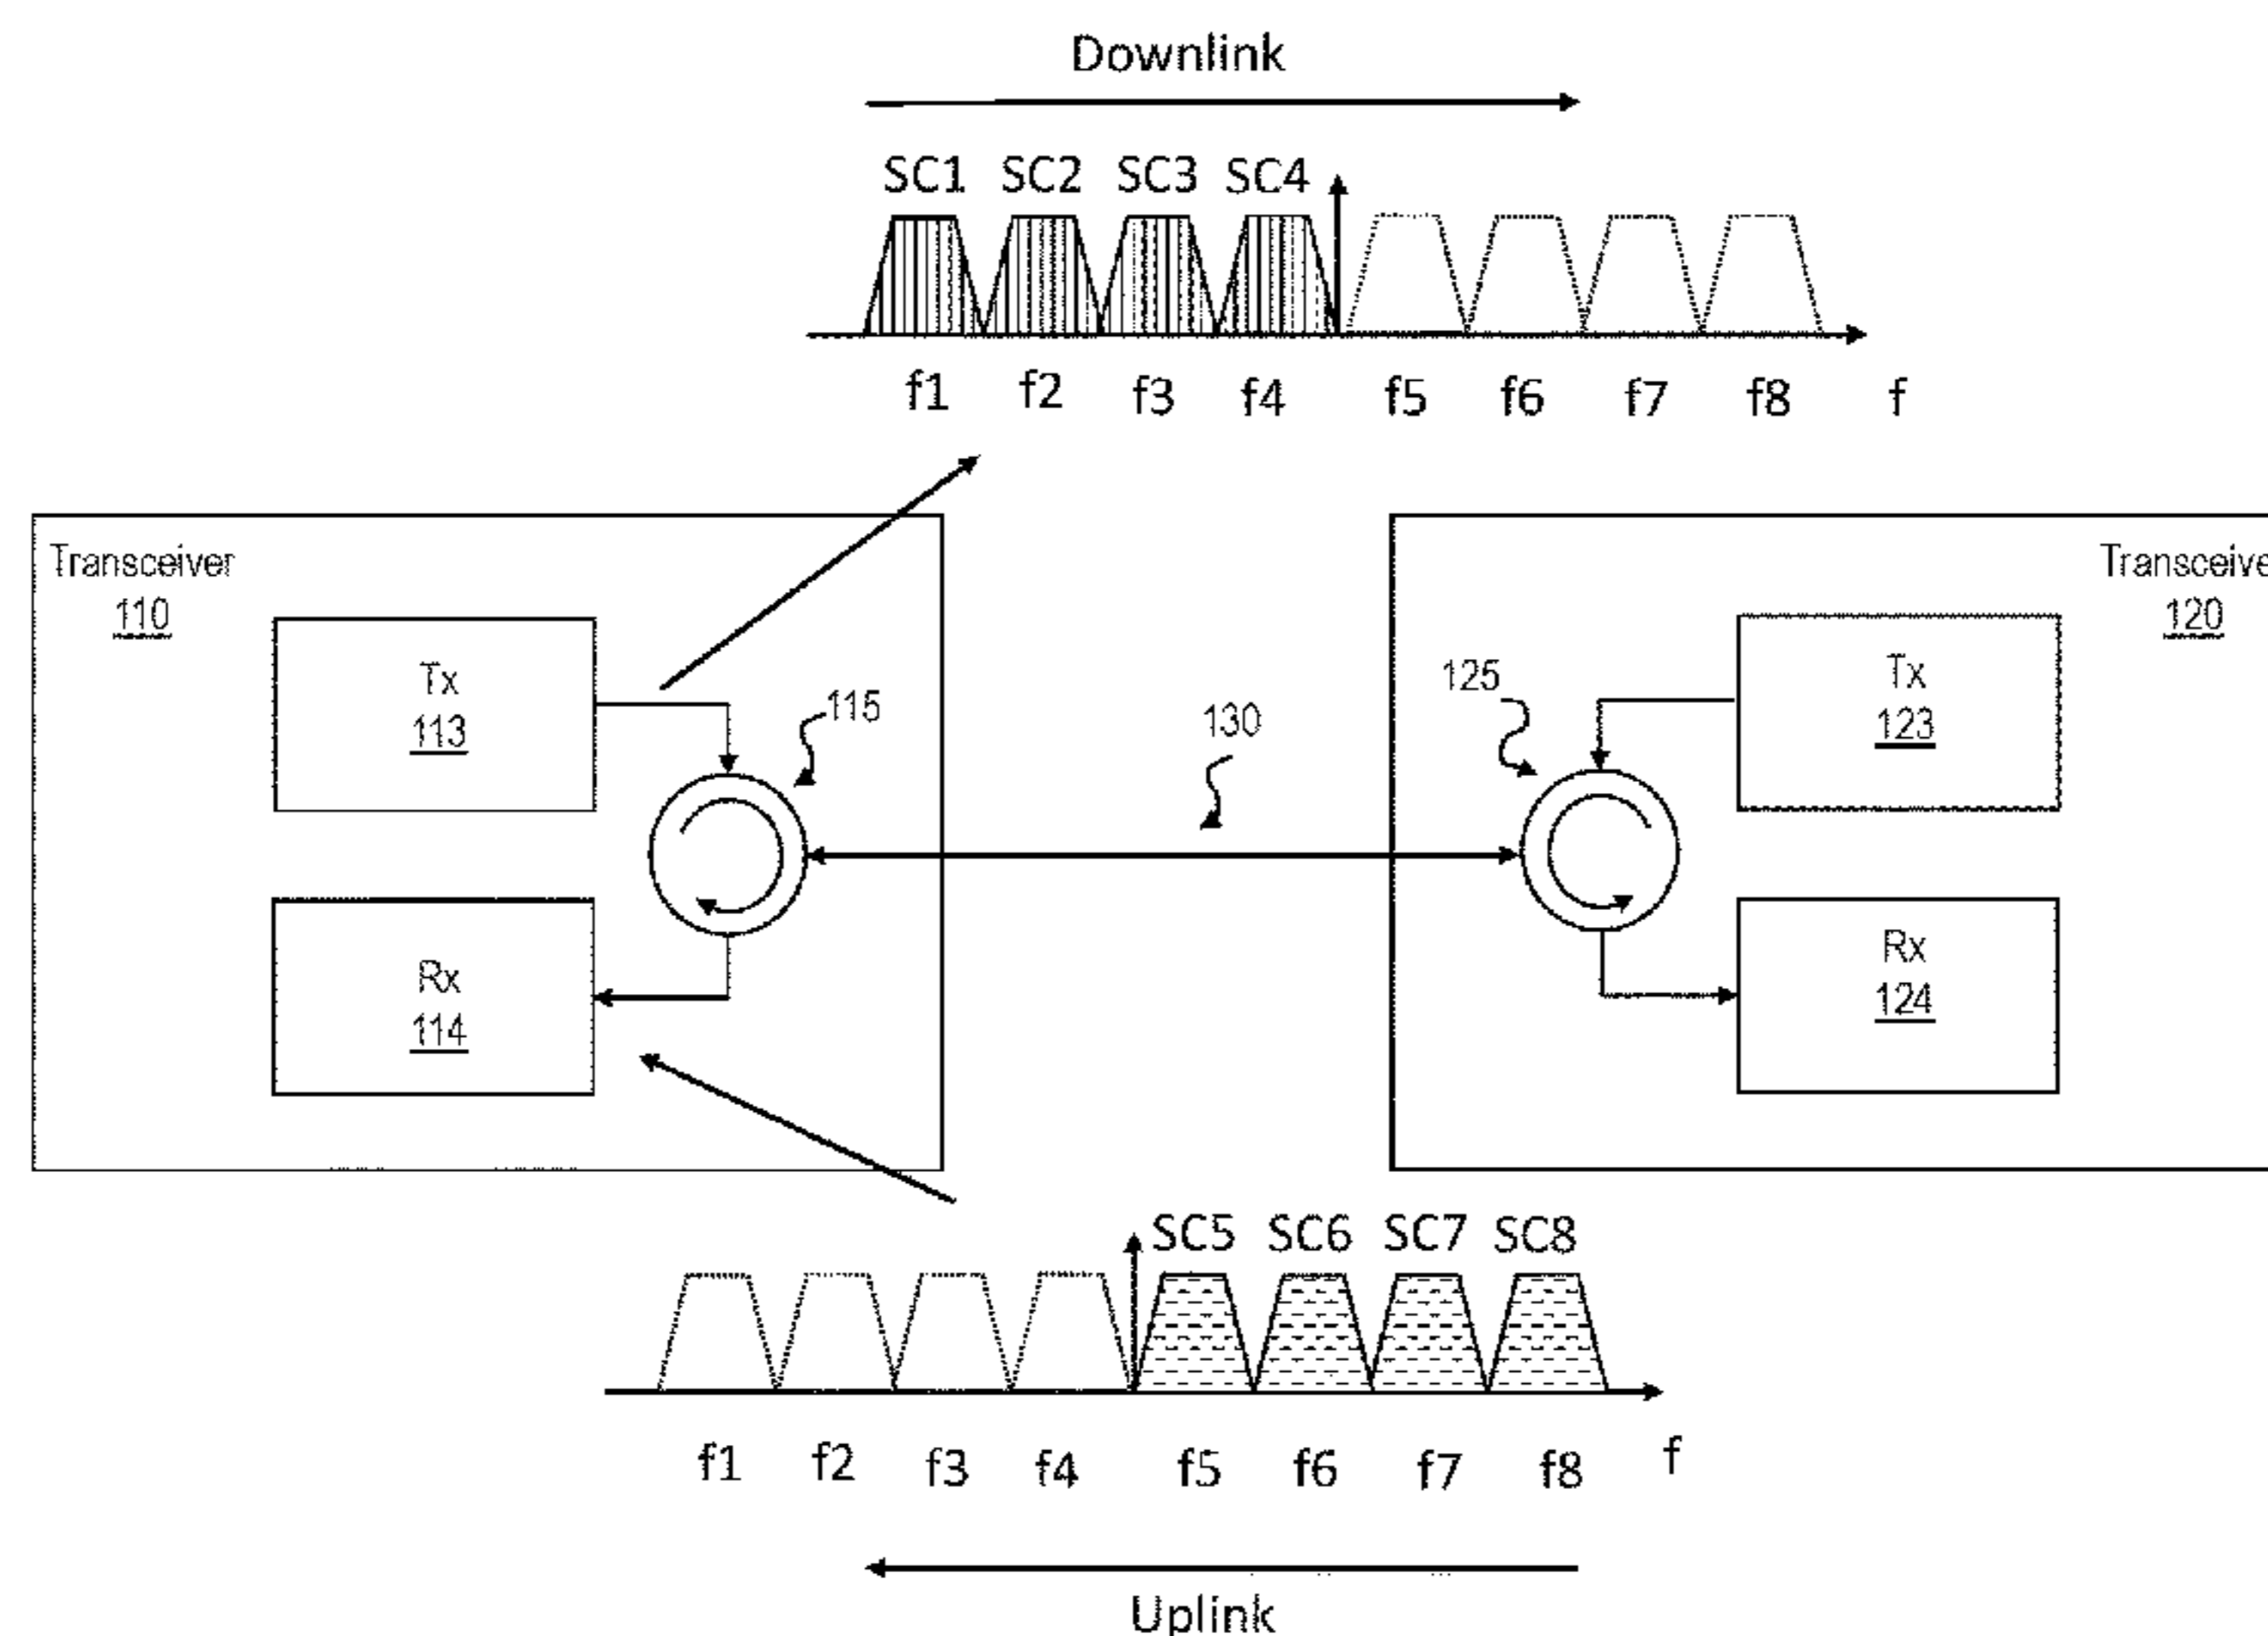 Downlink
SC1 SC2 SC3 SC4
f1 f2 f3 f4 f5 f6 f7 f8 f
Transceiver
110
Tx
113
115
130
125
Transceive
120
Tx
123
Rx
114
Rx
124
SC5 SC6 SC7 SC8
f1 f2 f3 f4 f5 f6 f7 f8 f
Uplink